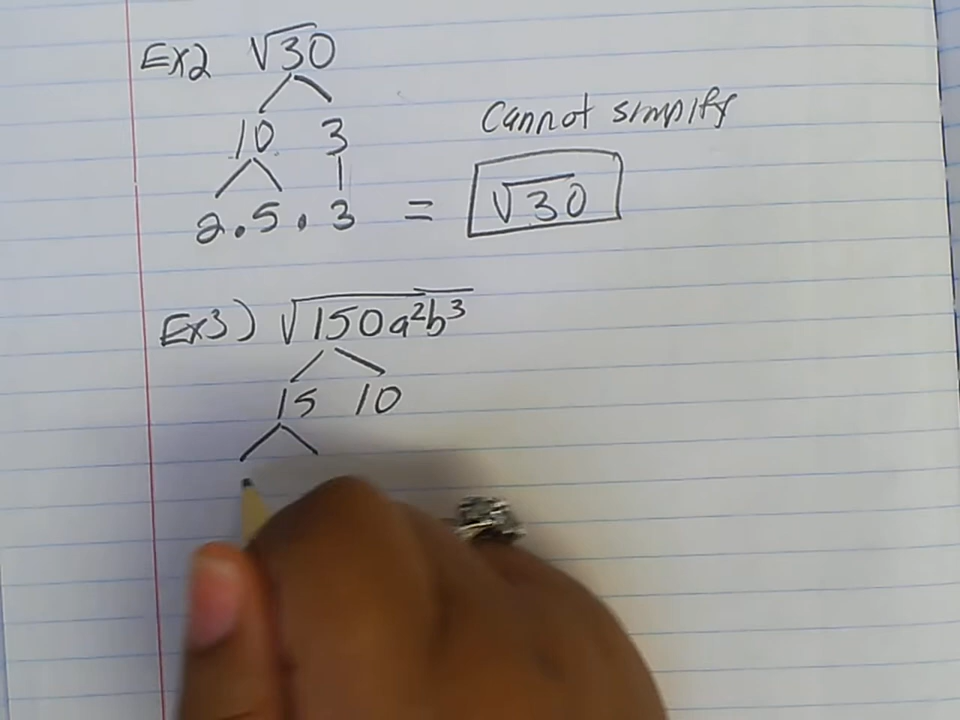 Ex2 √30
10 3
Cannot simplify
2 . 5 . 3 = √30
Ex3) √150a²b³
15 10